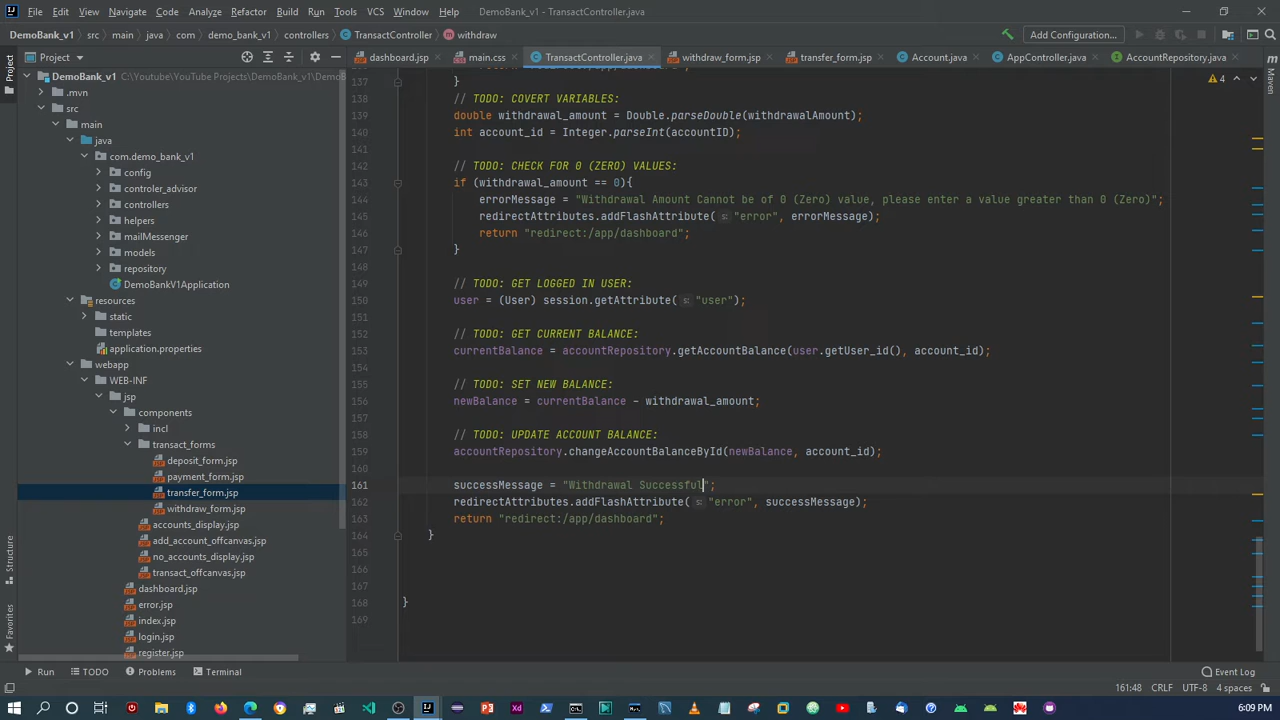 File Edit View Navigate Code Analyze Refactor Build Run Tools VCS Window Help DemoBank_v1 - TransactController.java
DemoBank_v1 src main java com demo_bank_v1 controllers TransactController withdraw Add Configuration...
Project dashboard.jsp main.css TransactController.java withdraw_form.jsp transfer_form.jsp Account.java AppController.java AccountRepository.java
Project
Structure
Favorites
Maven
DemoBank_v1 C:\Youtube\YouTube Projects\DemoBank_v1\DemoB
.mvn
src
main
java
com.demo_bank_v1
config
controler_advisor
controllers
helpers
mailMessenger
models
repository
DemoBankV1Application
resources
static
templates
application.properties
webapp
WEB-INF
jsp
components
incl
transact_forms
deposit_form.jsp
payment_form.jsp
transfer_form.jsp
withdraw_form.jsp
accounts_display.jsp
add_account_offcanvas.jsp
no_accounts_display.jsp
transact_offcanvas.jsp
dashboard.jsp
error.jsp
index.jsp
login.jsp
register.jsp
4
137 }
138 // TODO: COVERT VARIABLES:
139 double withdrawal_amount = Double.parseDouble(withdrawalAmount);
140 int account_id = Integer.parseInt(accountID);
141
142 // TODO: CHECK FOR 0 (ZERO) VALUES:
143 if (withdrawal_amount == 0){
144 errorMessage = "Withdrawal Amount Cannot be of 0 (Zero) value, please enter a value greater than 0 (Zero)";
145 redirectAttributes.addFlashAttribute( s: "error", errorMessage);
146 return "redirect:/app/dashboard";
147 }
148
149 // TODO: GET LOGGED IN USER:
150 user = (User) session.getAttribute( s: "user");
151
152 // TODO: GET CURRENT BALANCE:
153 currentBalance = accountRepository.getAccountBalance(user.getUser_id(), account_id);
154
155 // TODO: SET NEW BALANCE:
156 newBalance = currentBalance - withdrawal_amount;
157
158 // TODO: UPDATE ACCOUNT BALANCE:
159 accountRepository.changeAccountBalanceById(newBalance, account_id);
160
161 successMessage = "Withdrawal Successful";
162 redirectAttributes.addFlashAttribute( s: "error", successMessage);
163 return "redirect:/app/dashboard";
164 }
165
166
167
168 }
169
Run TODO Problems Terminal Event Log
161:48 CRLF UTF-8 4 spaces
6:09 PM